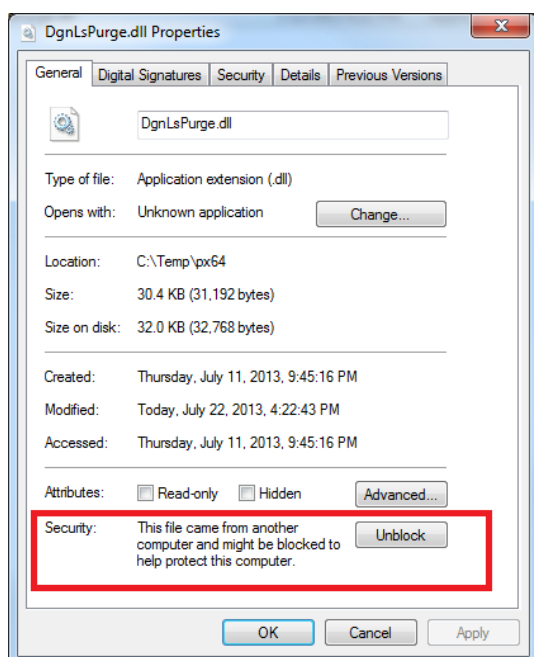 DgnLsPurge.dll Properties
General Digital Signatures Security Details Previous Versions
DgnLsPurge.dll
Type of file: Application extension (.dll)
Opens with: Unknown application Change...
Location: C:\Temp\px64
Size: 30.4 KB (31,192 bytes)
Size on disk: 32.0 KB (32,768 bytes)
Created: Thursday, July 11, 2013, 9:45:16 PM
Modified: Today, July 22, 2013, 4:22:43 PM
Accessed: Thursday, July 11, 2013, 9:45:16 PM
Attributes: Read-only Hidden Advanced...
Security: This file came from another
computer and might be blocked to
help protect this computer.
Unblock
OK Cancel Apply